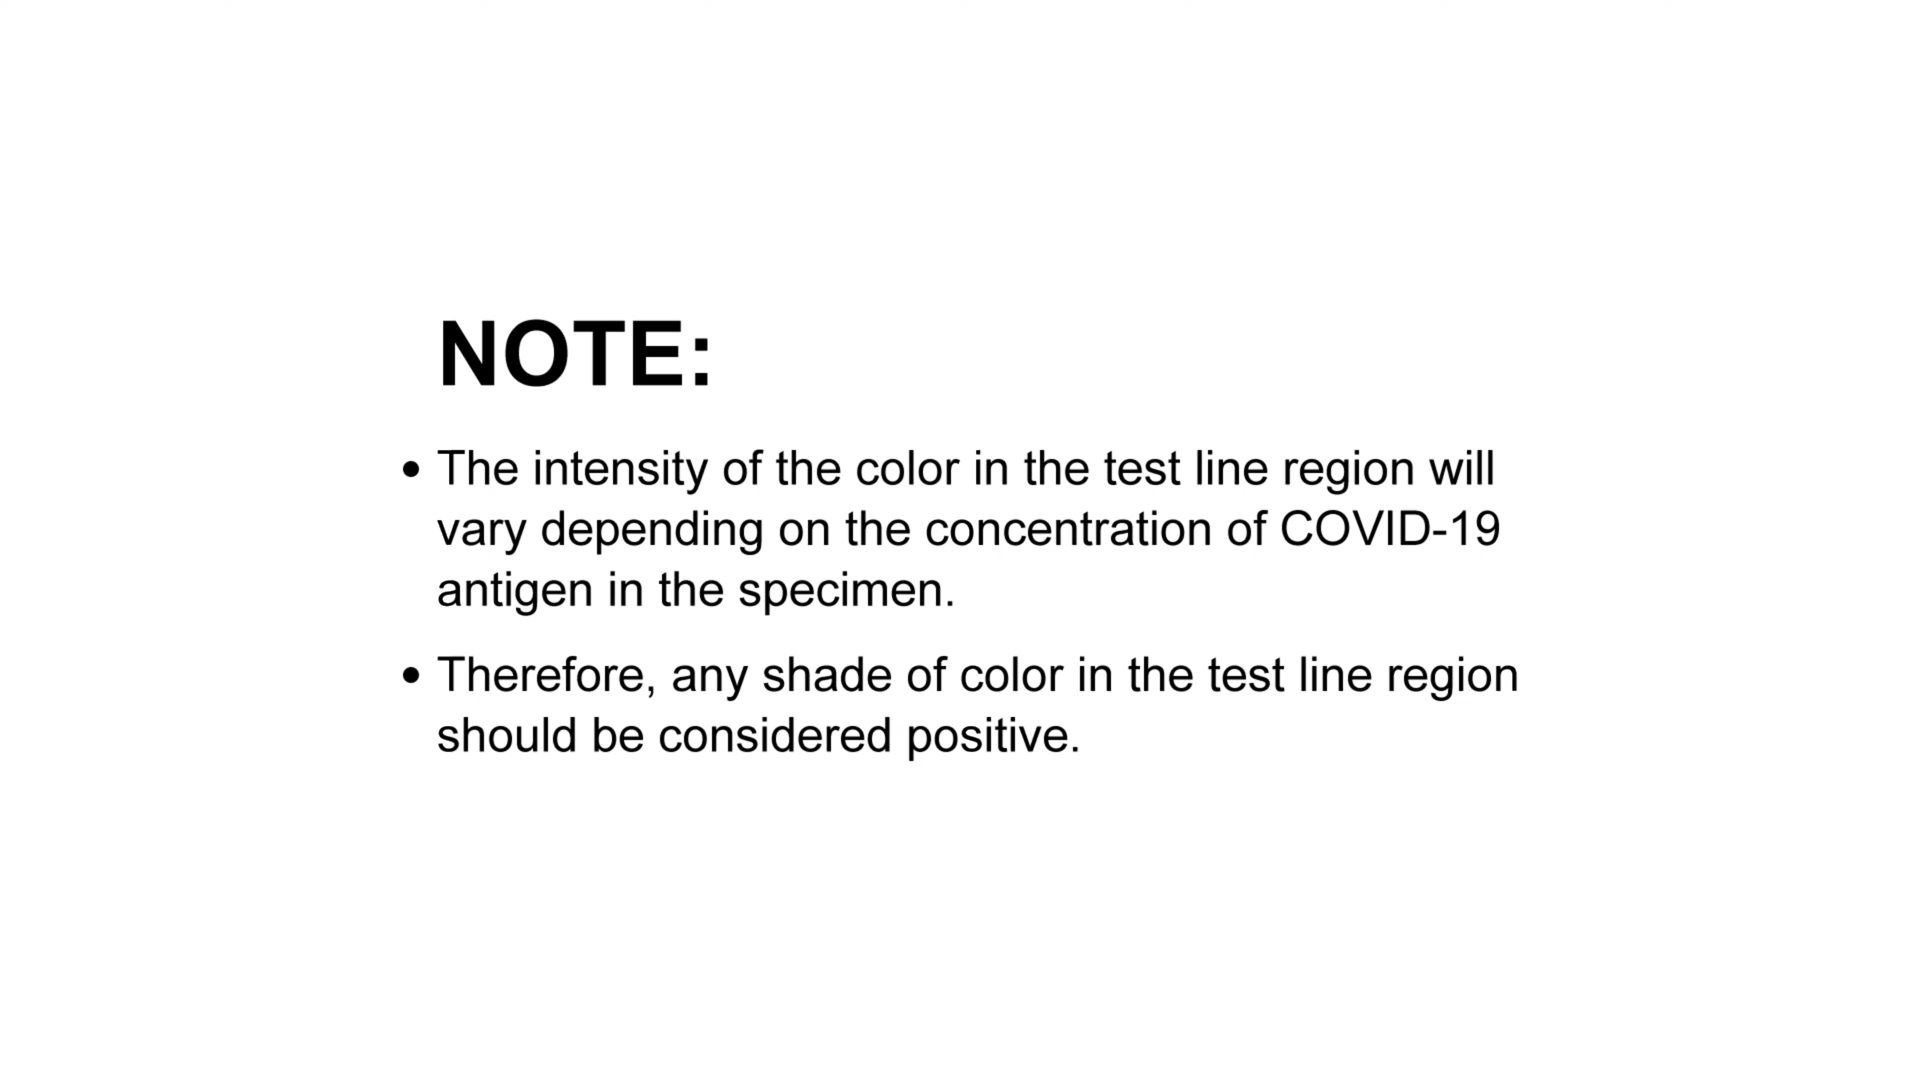 NOTE:
• The intensity of the color in the test line region will
vary depending on the concentration of COVID-19
antigen in the specimen.
• Therefore, any shade of color in the test line region
should be considered positive.